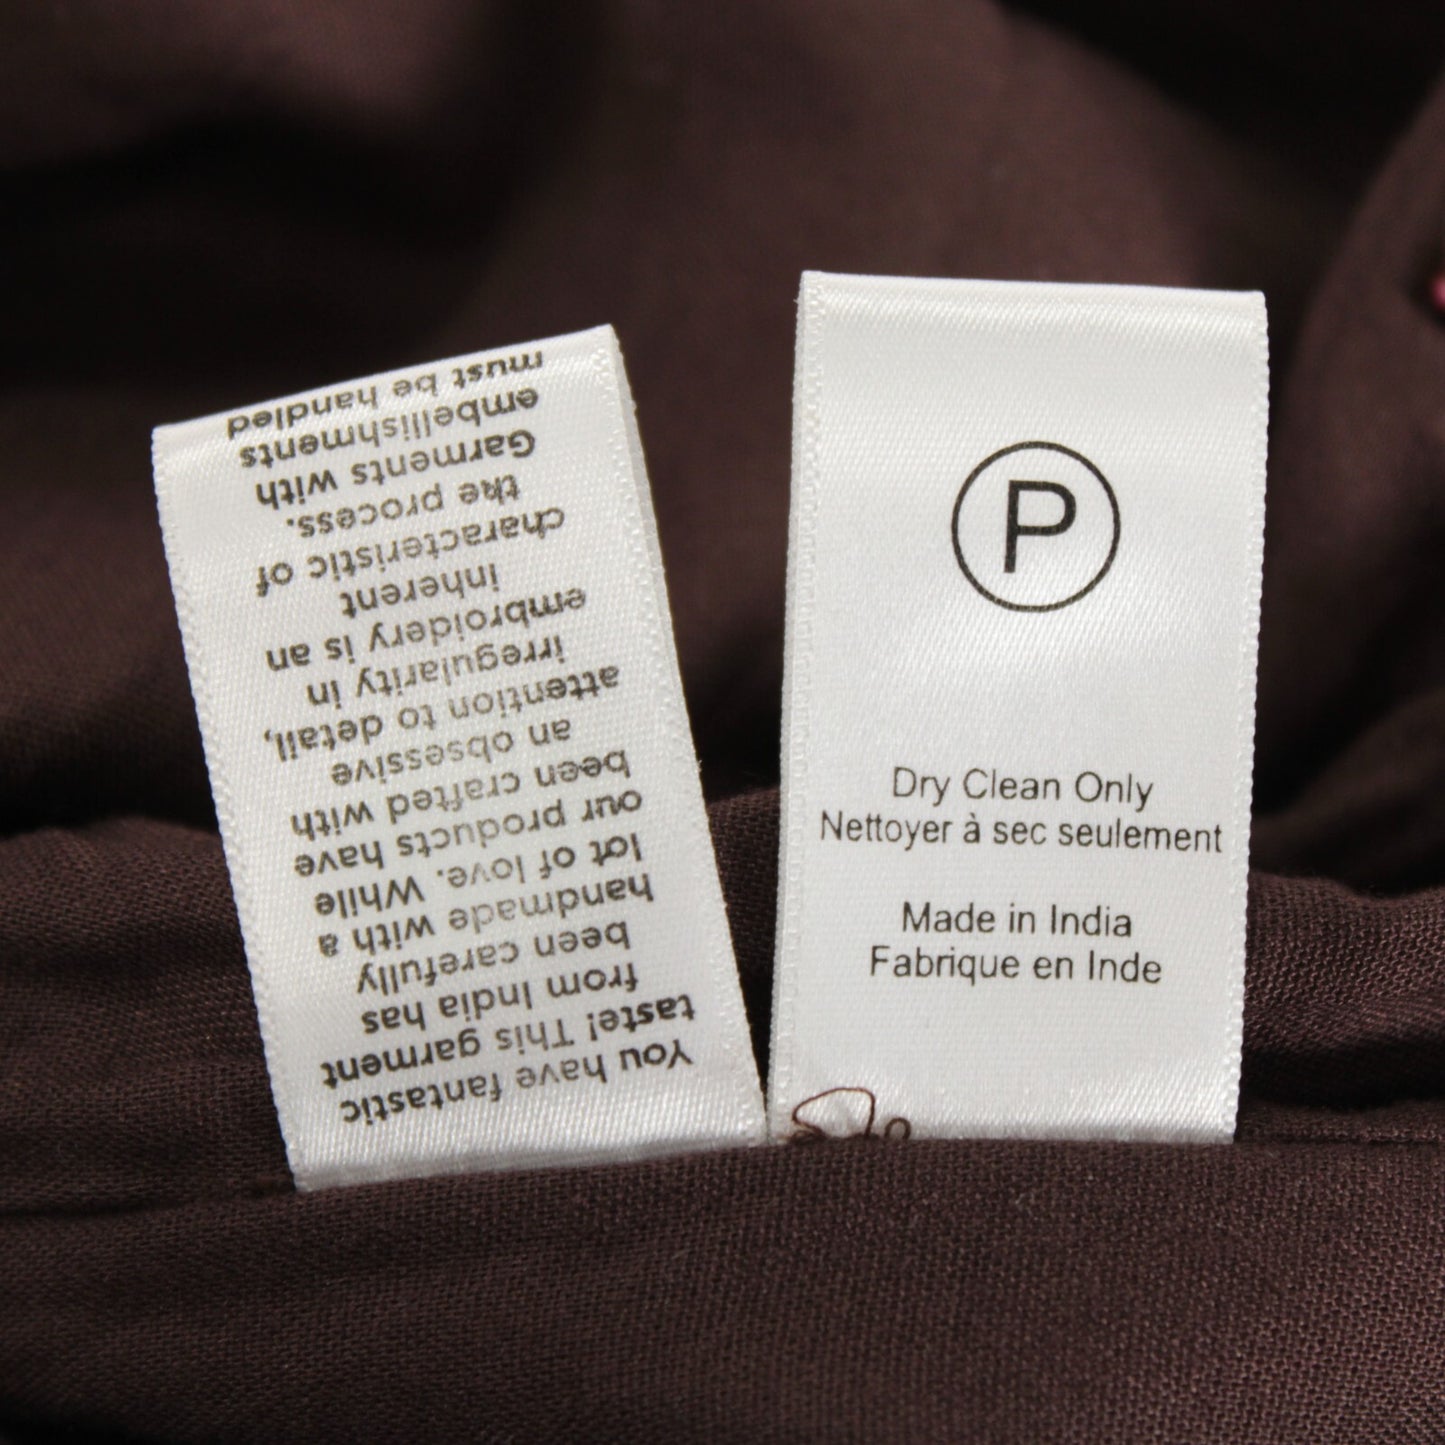 You have fantastic
taste! This garment
from India has
been carefully
handmade with a
lot of love. While
our products have
been crafted with
an obsessive
attention to detail,
irregularity in
embroidery is an
inherent
characteristic of
the process.
Garments with
embellishments
must be handled
P
Dry Clean Only
Nettoyer à sec seulement
Made in India
Fabrique en Inde